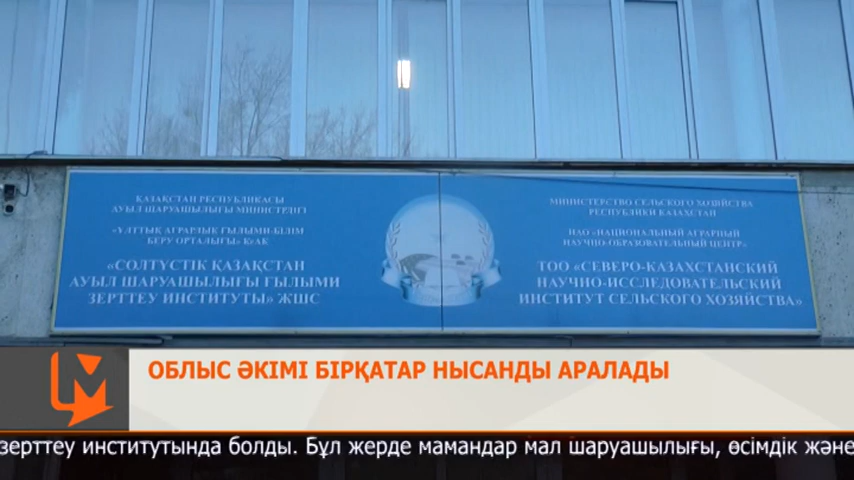 ҚАЗАҚСТАН РЕСПУБЛИКАСЫ
АУЫЛ ШАРУАШЫЛЫҒЫ МИНИСТРЛІГІ
«ҰЛТТЫҚ АГРАРЛЫҚ ҒЫЛЫМИ-БІЛІМ
БЕРУ ОРТАЛЫҒЫ» КеАҚ
«СОЛТҮСТІК ҚАЗАҚСТАН
АУЫЛ ШАРУАШЫЛЫҒЫ ҒЫЛЫМИ
ЗЕРТТЕУ ИНСТИТУТЫ» ЖШС
МИНИСТЕРСТВО СЕЛЬСКОГО ХОЗЯЙСТВА
РЕСПУБЛИКИ КАЗАХСТАН
НАО «НАЦИОНАЛЬНЫЙ АГРАРНЫЙ
НАУЧНО-ОБРАЗОВАТЕЛЬНЫЙ ЦЕНТР»
ТОО «СЕВЕРО-КАЗАХСТАНСКИЙ
НАУЧНО-ИССЛЕДОВАТЕЛЬСКИЙ
ИНСТИТУТ СЕЛЬСКОГО ХОЗЯЙСТВА»
ОБЛЫС ӘКІМІ БІРҚАТАР НЫСАНДЫ АРАЛАДЫ
зерттеу институтында болды. Бұл жерде мамандар мал шаруашылығы, өсімдік және